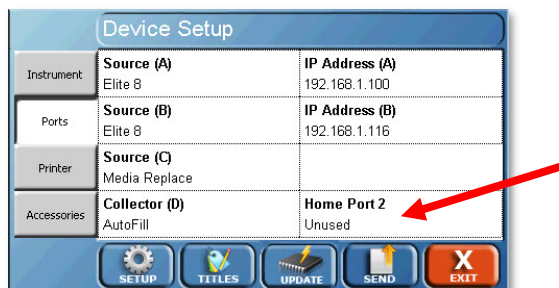 Device Setup
Instrument
Ports
Printer
Accessories
Source (A)
Elite 8
IP Address (A)
192.168.1.100
Source (B)
Elite 8
IP Address (B)
192.168.1.116
Source (C)
Media Replace
Collector (D)
AutoFill
Home Port 2
Unused
SETUP
TITLES
UPDATE
SEND
X
EXIT